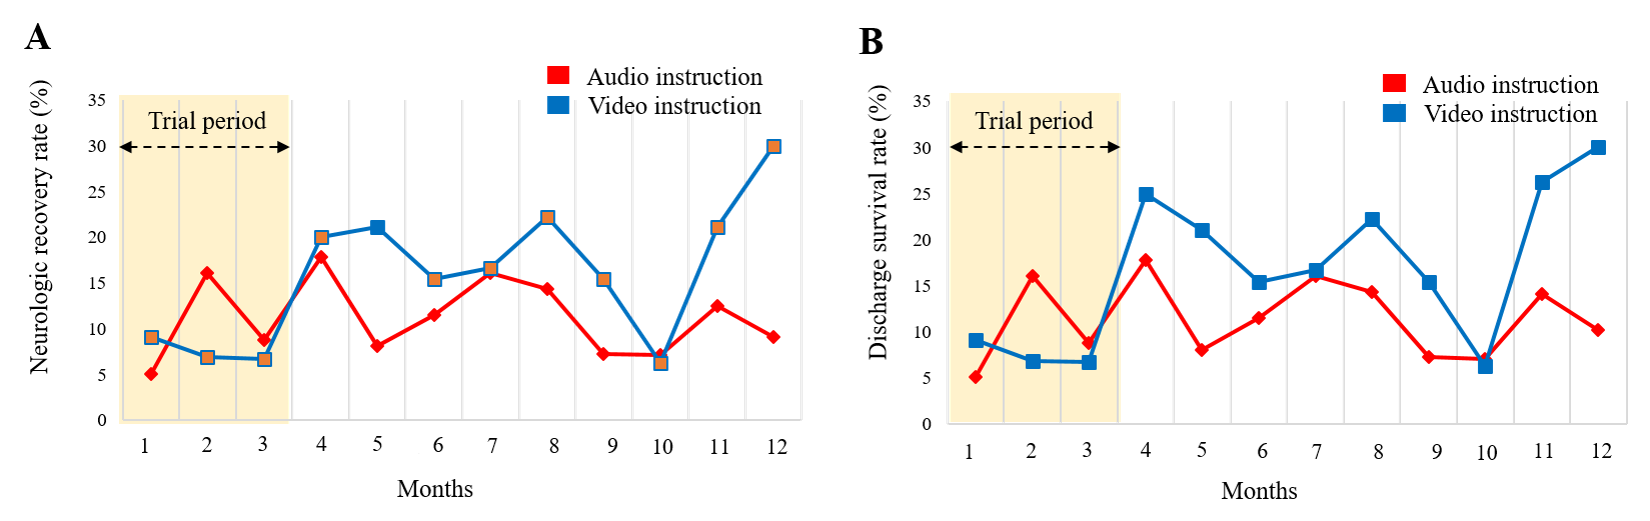 A
Neurologic recovery rate (%)
Audio instruction
Video instruction
Trial period
35
30
25
20
15
10
5
0
1 2 3 4 5 6 7 8 9 10 11 12
Months
B
Discharge survival rate (%)
Audio instruction
Video instruction
Trial period
35
30
25
20
15
10
5
0
1 2 3 4 5 6 7 8 9 10 11 12
Months